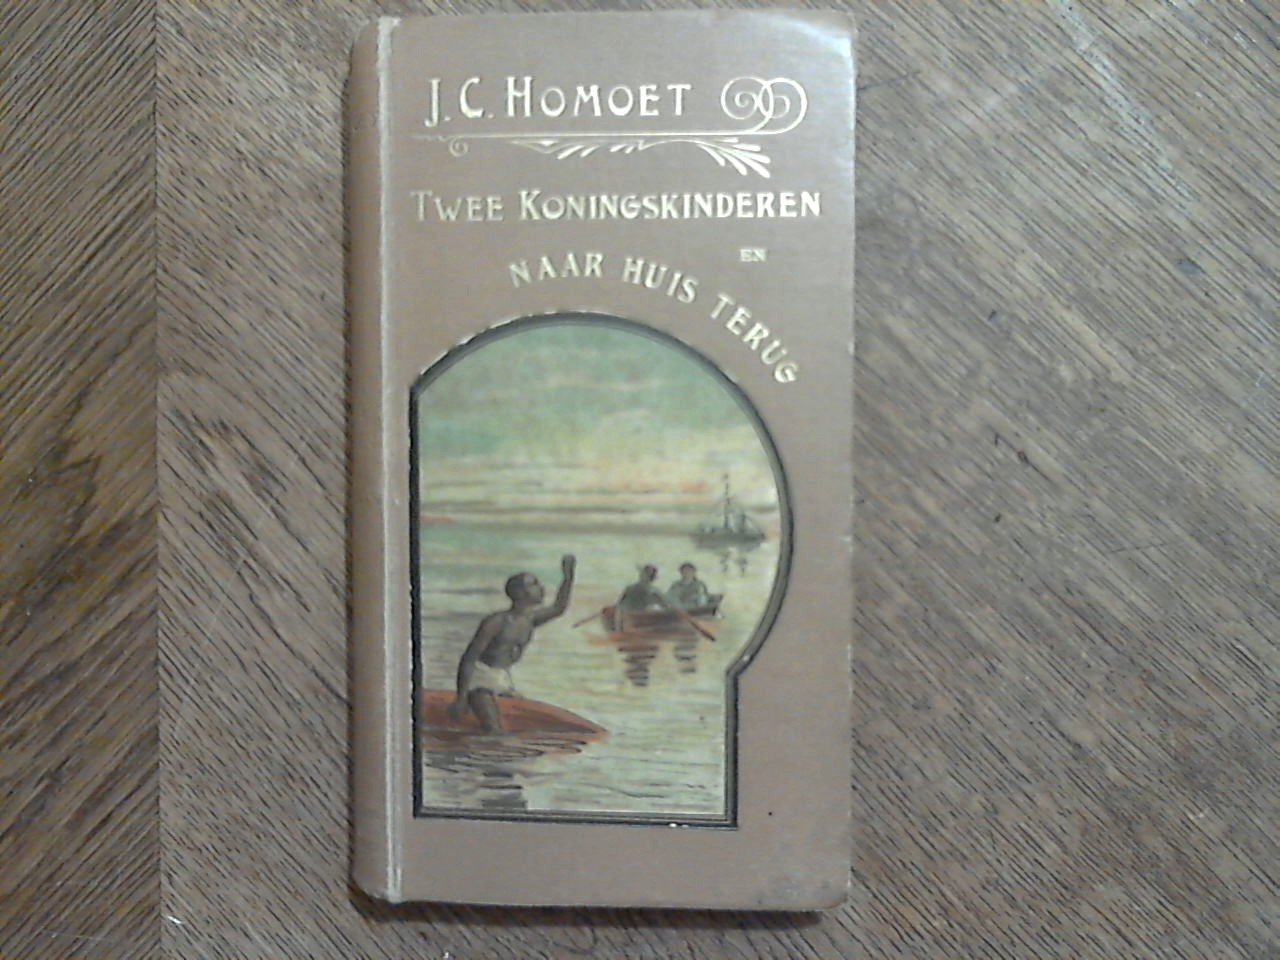 J. C. HOMOET
TWEE KONINGSKINDEREN
EN
NAAR HUIS TERUG